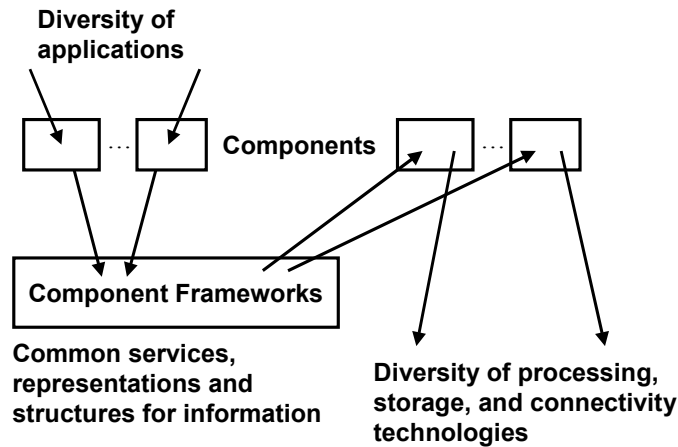 Diversity of
applications
...
Components
...
Component Frameworks
Common services,
representations and
structures for information
Diversity of processing,
storage, and connectivity
technologies